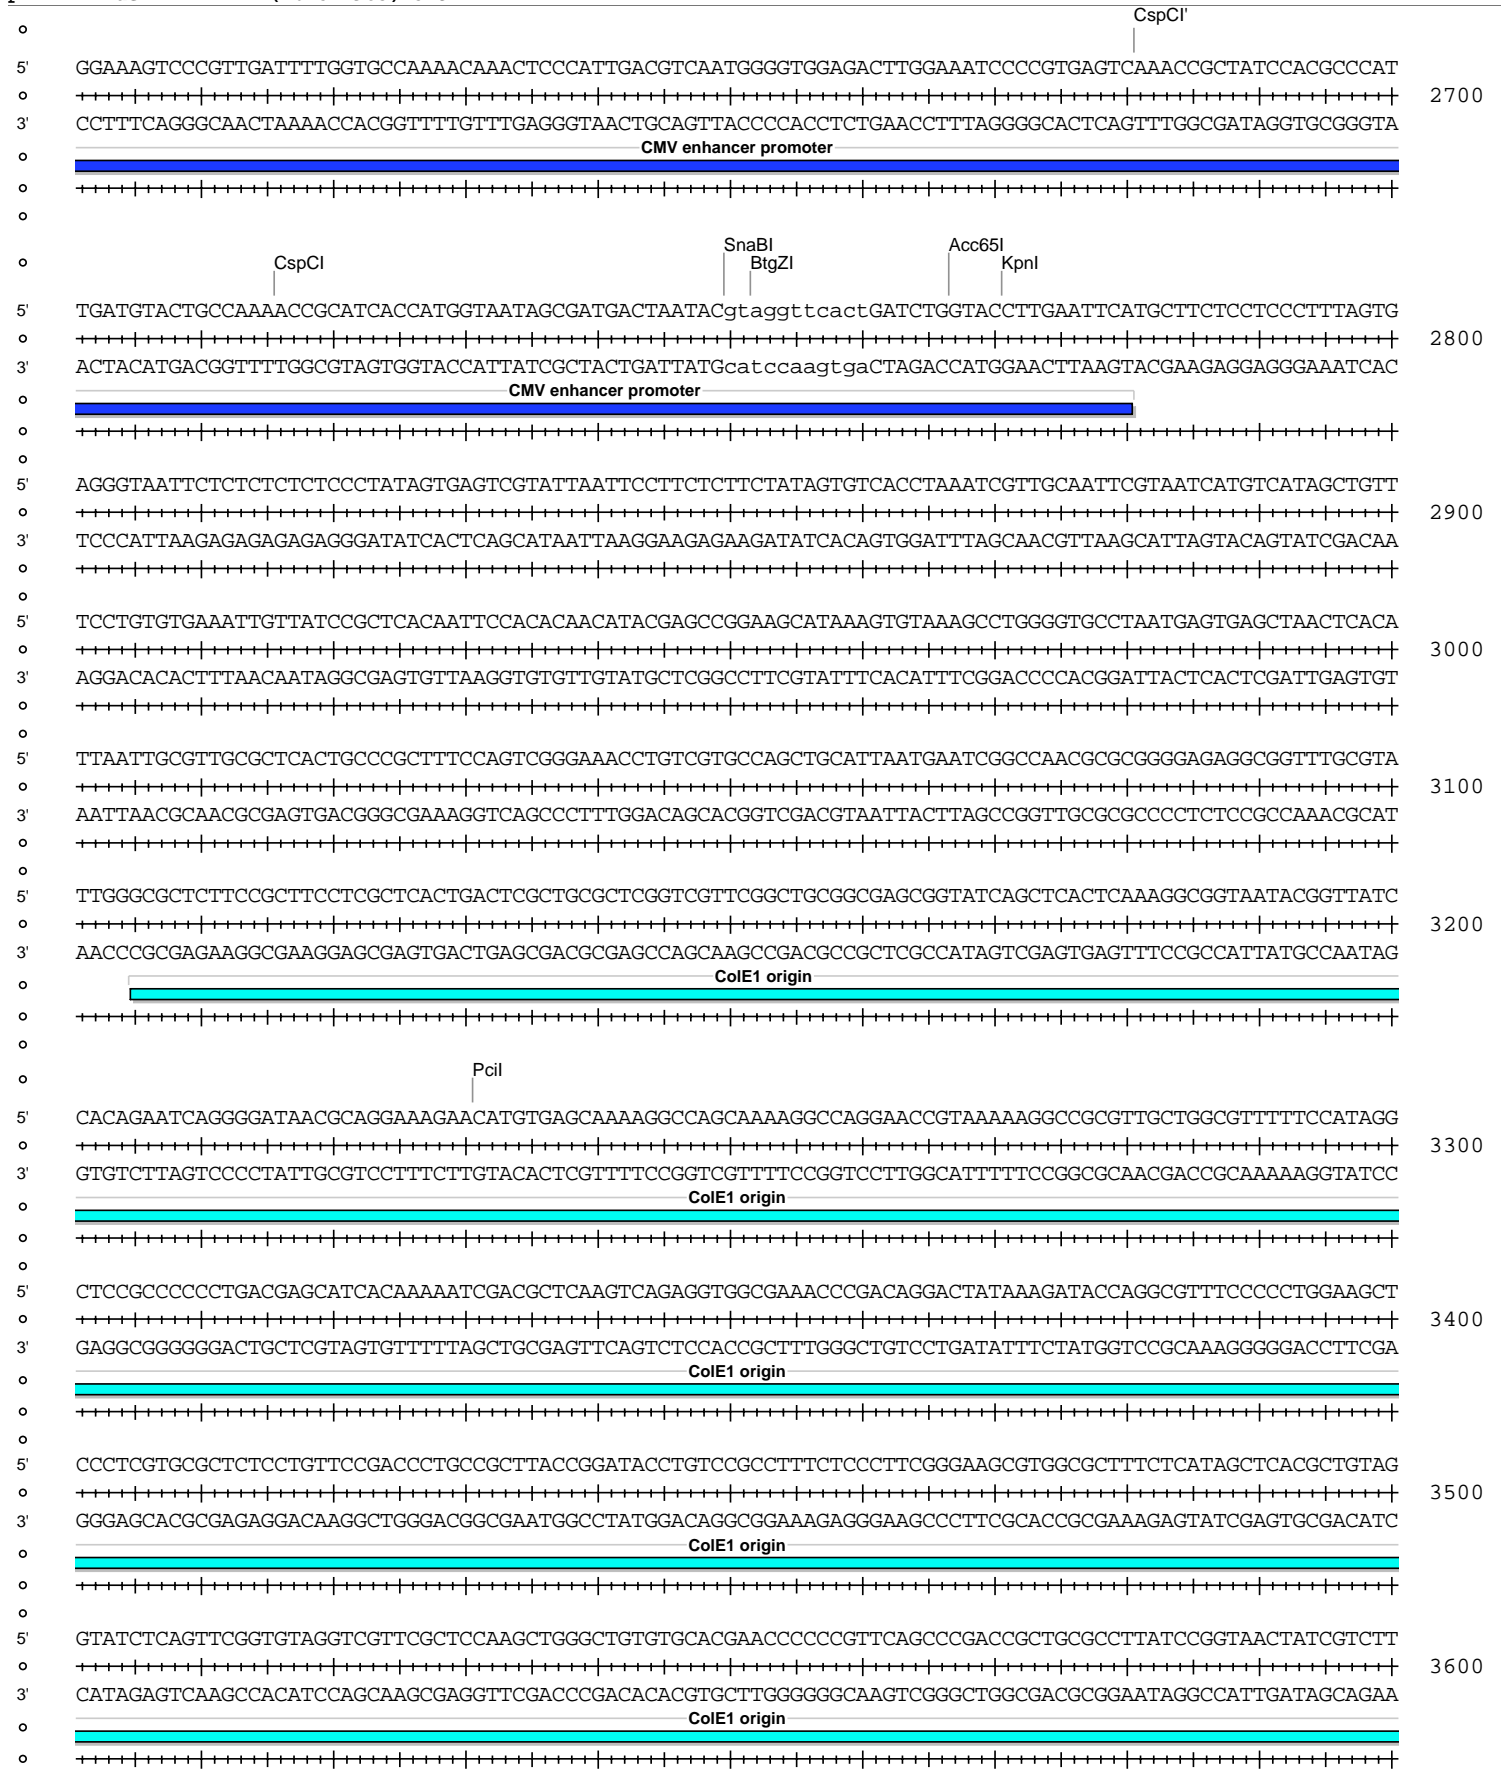 CspCI'
5' GGAAAGTCCCGTTGATTTTGGTGCCAAAACAAACTCCCATTGACGTCAATGGGGTGGAGACTTGGAAATCCCCGTGAGTCAAACCGCTATCCACGCCCAT
2700
3' CCTTTCAGGGCAACTAAAACCACGGTTTTGTTTGAGGGTAACTGCAGTTACCCCACCTCTGAACCTTTAGGGGCACTCAGTTTGGCGATAGGTGCGGGTA
CMV enhancer promoter
SnaBI Acc65I
CspCI BtgZI KpnI
5' TGATGTACTGCCAAAACCGCATCACCATGGTAATAGCGATGACTAATACgtaggttcactGATCTGGTACCTTGAATTCATGCTTCTCCTCCCTTTAGTG
2800
3' ACTACATGACGGTTTTGGCGTAGTGGTACCATTATCGCTACTGATTATGcatccaagtgaCTAGACCATGGAACTTAAGTACGAAGAGGAGGGAAATCAC
CMV enhancer promoter
5' AGGGTAATTCTCTCTCTCTCCCTATAGTGAGTCGTATTAATTCCTTCTCTTCTATAGTGTCACCTAAATCGTTGCAATTCGTAATCATGTCATAGCTGTT
2900
3' TCCCATTAAGAGAGAGAGAGGGATATCACTCAGCATAATTAAGGAAGAGAAGATATCACAGTGGATTTAGCAACGTTAAGCATTAGTACAGTATCGACAA
5' TCCTGTGTGAAATTGTTATCCGCTCACAATTCCACACAACATACGAGCCGGAAGCATAAAGTGTAAAGCCTGGGGTGCCTAATGAGTGAGCTAACTCACA
3000
3' AGGACACACTTTAACAATAGGCGAGTGTTAAGGTGTGTTGTATGCTCGGCCTTCGTATTTCACATTTCGGACCCCACGGATTACTCACTCGATTGAGTGT
5' TTAATTGCGTTGCGCTCACTGCCCGCTTTCCAGTCGGGAAACCTGTCGTGCCAGCTGCATTAATGAATCGGCCAACGCGCGGGGAGAGGCGGTTTGCGTA
3100
3' AATTAACGCAACGCGAGTGACGGGCGAAAGGTCAGCCCTTTGGACAGCACGGTCGACGTAATTACTTAGCCGGTTGCGCGCCCCTCTCCGCCAAACGCAT
5' TTGGGCGCTCTTCCGCTTCCTCGCTCACTGACTCGCTGCGCTCGGTCGTTCGGCTGCGGCGAGCGGTATCAGCTCACTCAAAGGCGGTAATACGGTTATC
3200
3' AACCCGCGAGAAGGCGAAGGAGCGAGTGACTGAGCGACGCGAGCCAGCAAGCCGACGCCGCTCGCCATAGTCGAGTGAGTTTCCGCCATTATGCCAATAG
ColE1 origin
PciI
5' CACAGAATCAGGGGATAACGCAGGAAAGAACATGTGAGCAAAAGGCCAGCAAAAGGCCAGGAACCGTAAAAAGGCCGCGTTGCTGGCGTTTTTCCATAGG
3300
3' GTGTCTTAGTCCCCTATTGCGTCCTTTCTTGTACACTCGTTTTCCGGTCGTTTTCCGGTCCTTGGCATTTTTCCGGCGCAACGACCGCAAAAAGGTATCC
ColE1 origin
5' CTCCGCCCCCCTGACGAGCATCACAAAAATCGACGCTCAAGTCAGAGGTGGCGAAACCCGACAGGACTATAAAGATACCAGGCGTTTCCCCCTGGAAGCT
3400
3' GAGGCGGGGGGACTGCTCGTAGTGTTTTTAGCTGCGAGTTCAGTCTCCACCGCTTTGGGCTGTCCTGATATTTCTATGGTCCGCAAAGGGGGACCTTCGA
ColE1 origin
5' CCCTCGTGCGCTCTCCTGTTCCGACCCTGCCGCTTACCGGATACCTGTCCGCCTTTCTCCCTTCGGGAAGCGTGGCGCTTTCTCATAGCTCACGCTGTAG
3500
3' GGGAGCACGCGAGAGGACAAGGCTGGGACGGCGAATGGCCTATGGACAGGCGGAAAGAGGGAAGCCCTTCGCACCGCGAAAGAGTATCGAGTGCGACATC
ColE1 origin
5' GTATCTCAGTTCGGTGTAGGTCGTTCGCTCCAAGCTGGGCTGTGTGCACGAACCCCCCGTTCAGCCCGACCGCTGCGCCTTATCCGGTAACTATCGTCTT
3600
3' CATAGAGTCAAGCCACATCCAGCAAGCGAGGTTCGACCCGACACACGTGCTTGGGGGGCAAGTCGGGCTGGCGACGCGGAATAGGCCATTGATAGCAGAA
ColE1 origin